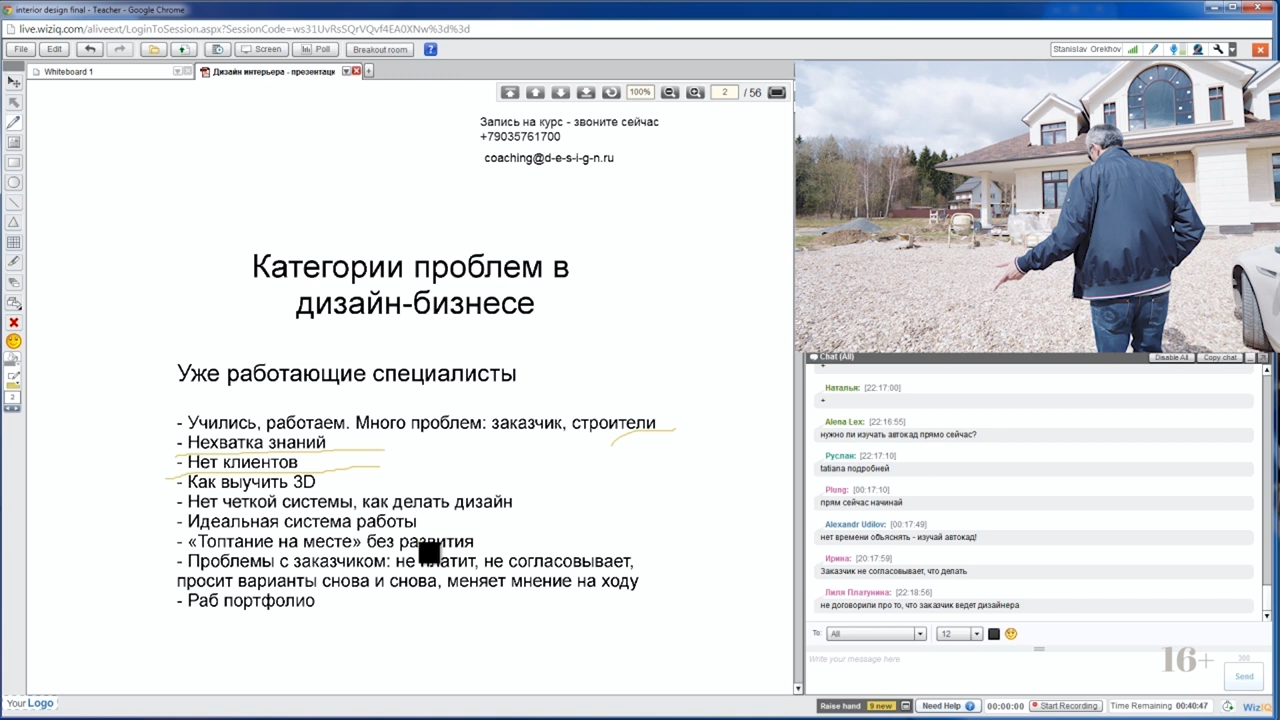 interior design final - Teacher - Google Chrome
live.wiziq.com/aliveext/LoginToSession.aspx?SessionCode=ws31UvRsSQrVQvf4EA0XNw%3d%3d
File Edit Screen Poll Breakout room ? Stanislav Orekhov
Whiteboard 1 Дизайн интерьера - презентаци
100% 2 / 56
Запись на курс - звоните сейчас
+79035761700
coaching@d-e-s-i-g-n.ru
Категории проблем в
дизайн-бизнесе
Уже работающие специалисты
- Учились, работаем. Много проблем: заказчик, строители
- Нехватка знаний
- Нет клиентов
- Как выучить 3D
- Нет четкой системы, как делать дизайн
- Идеальная система работы
- «Топтание на месте» без развития
- Проблемы с заказчиком: не платит, не согласовывает,
просит варианты снова и снова, меняет мнение на ходу
- Раб портфолио
2
Chat (All) Disable All Copy chat
+
Наталья: [22:17:00]
+
Alena Lex: [22:16:55]
нужно ли изучать автокад прямо сейчас?
Руслан: [22:17:10]
tatiana подробней
Plung: [00:17:10]
прям сейчас начинай
Alexandr Udilov: [00:17:49]
нет времени объяснять - изучай автокад!
Ирина: [20:17:59]
Заказчик не согласовывает, что делать
Лиля Платунина: [22:18:56]
не договорили про то, что заказчик ведет дизайнера
To: All 12
Write your message here
16+
300
Send
Your Logo
Raise hand 9 new Need Help ? 00:00:00 Start Recording Time Remaining 00:40:47 WizIQ